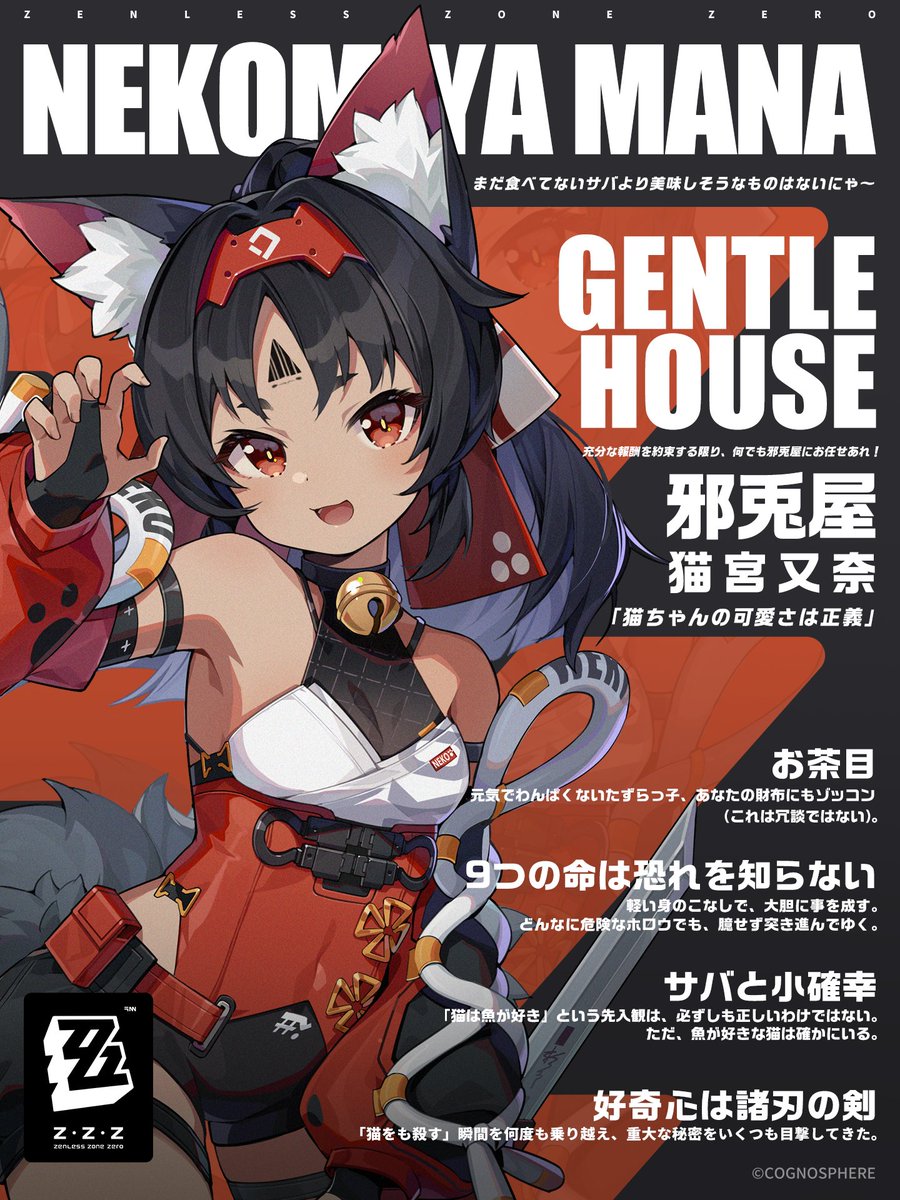 ZENLESS ZONE ZERO
NEKOMIYA MANA
まだ食べてないサバより美味しそうなものはないにゃ～
GENTLE
HOUSE
充分な報酬を約束する限り、何でも邪兎屋にお任せあれ！
邪兎屋
猫宮又奈
「猫ちゃんの可愛さは正義」
NEKO
お茶目
元気でわんぱくないたずらっ子、あなたの財布にもゾッコン
（これは冗談ではない）。
9つの命は恐れを知らない
軽い身のこなしで、大胆に事を成す。
どんなに危険なホロウでも、臆せず突き進んでゆく。
サバと小確幸
「猫は魚が好き」という先入観は、必ずしも正しいわけではない。
ただ、魚が好きな猫は確かにいる。
好奇心は諸刃の剣
「猫をも殺す」瞬間を何度も乗り越え、重大な秘密をいくつも目撃してきた。
Z・Z・Z
zenless zone zero
©COGNOSPHERE